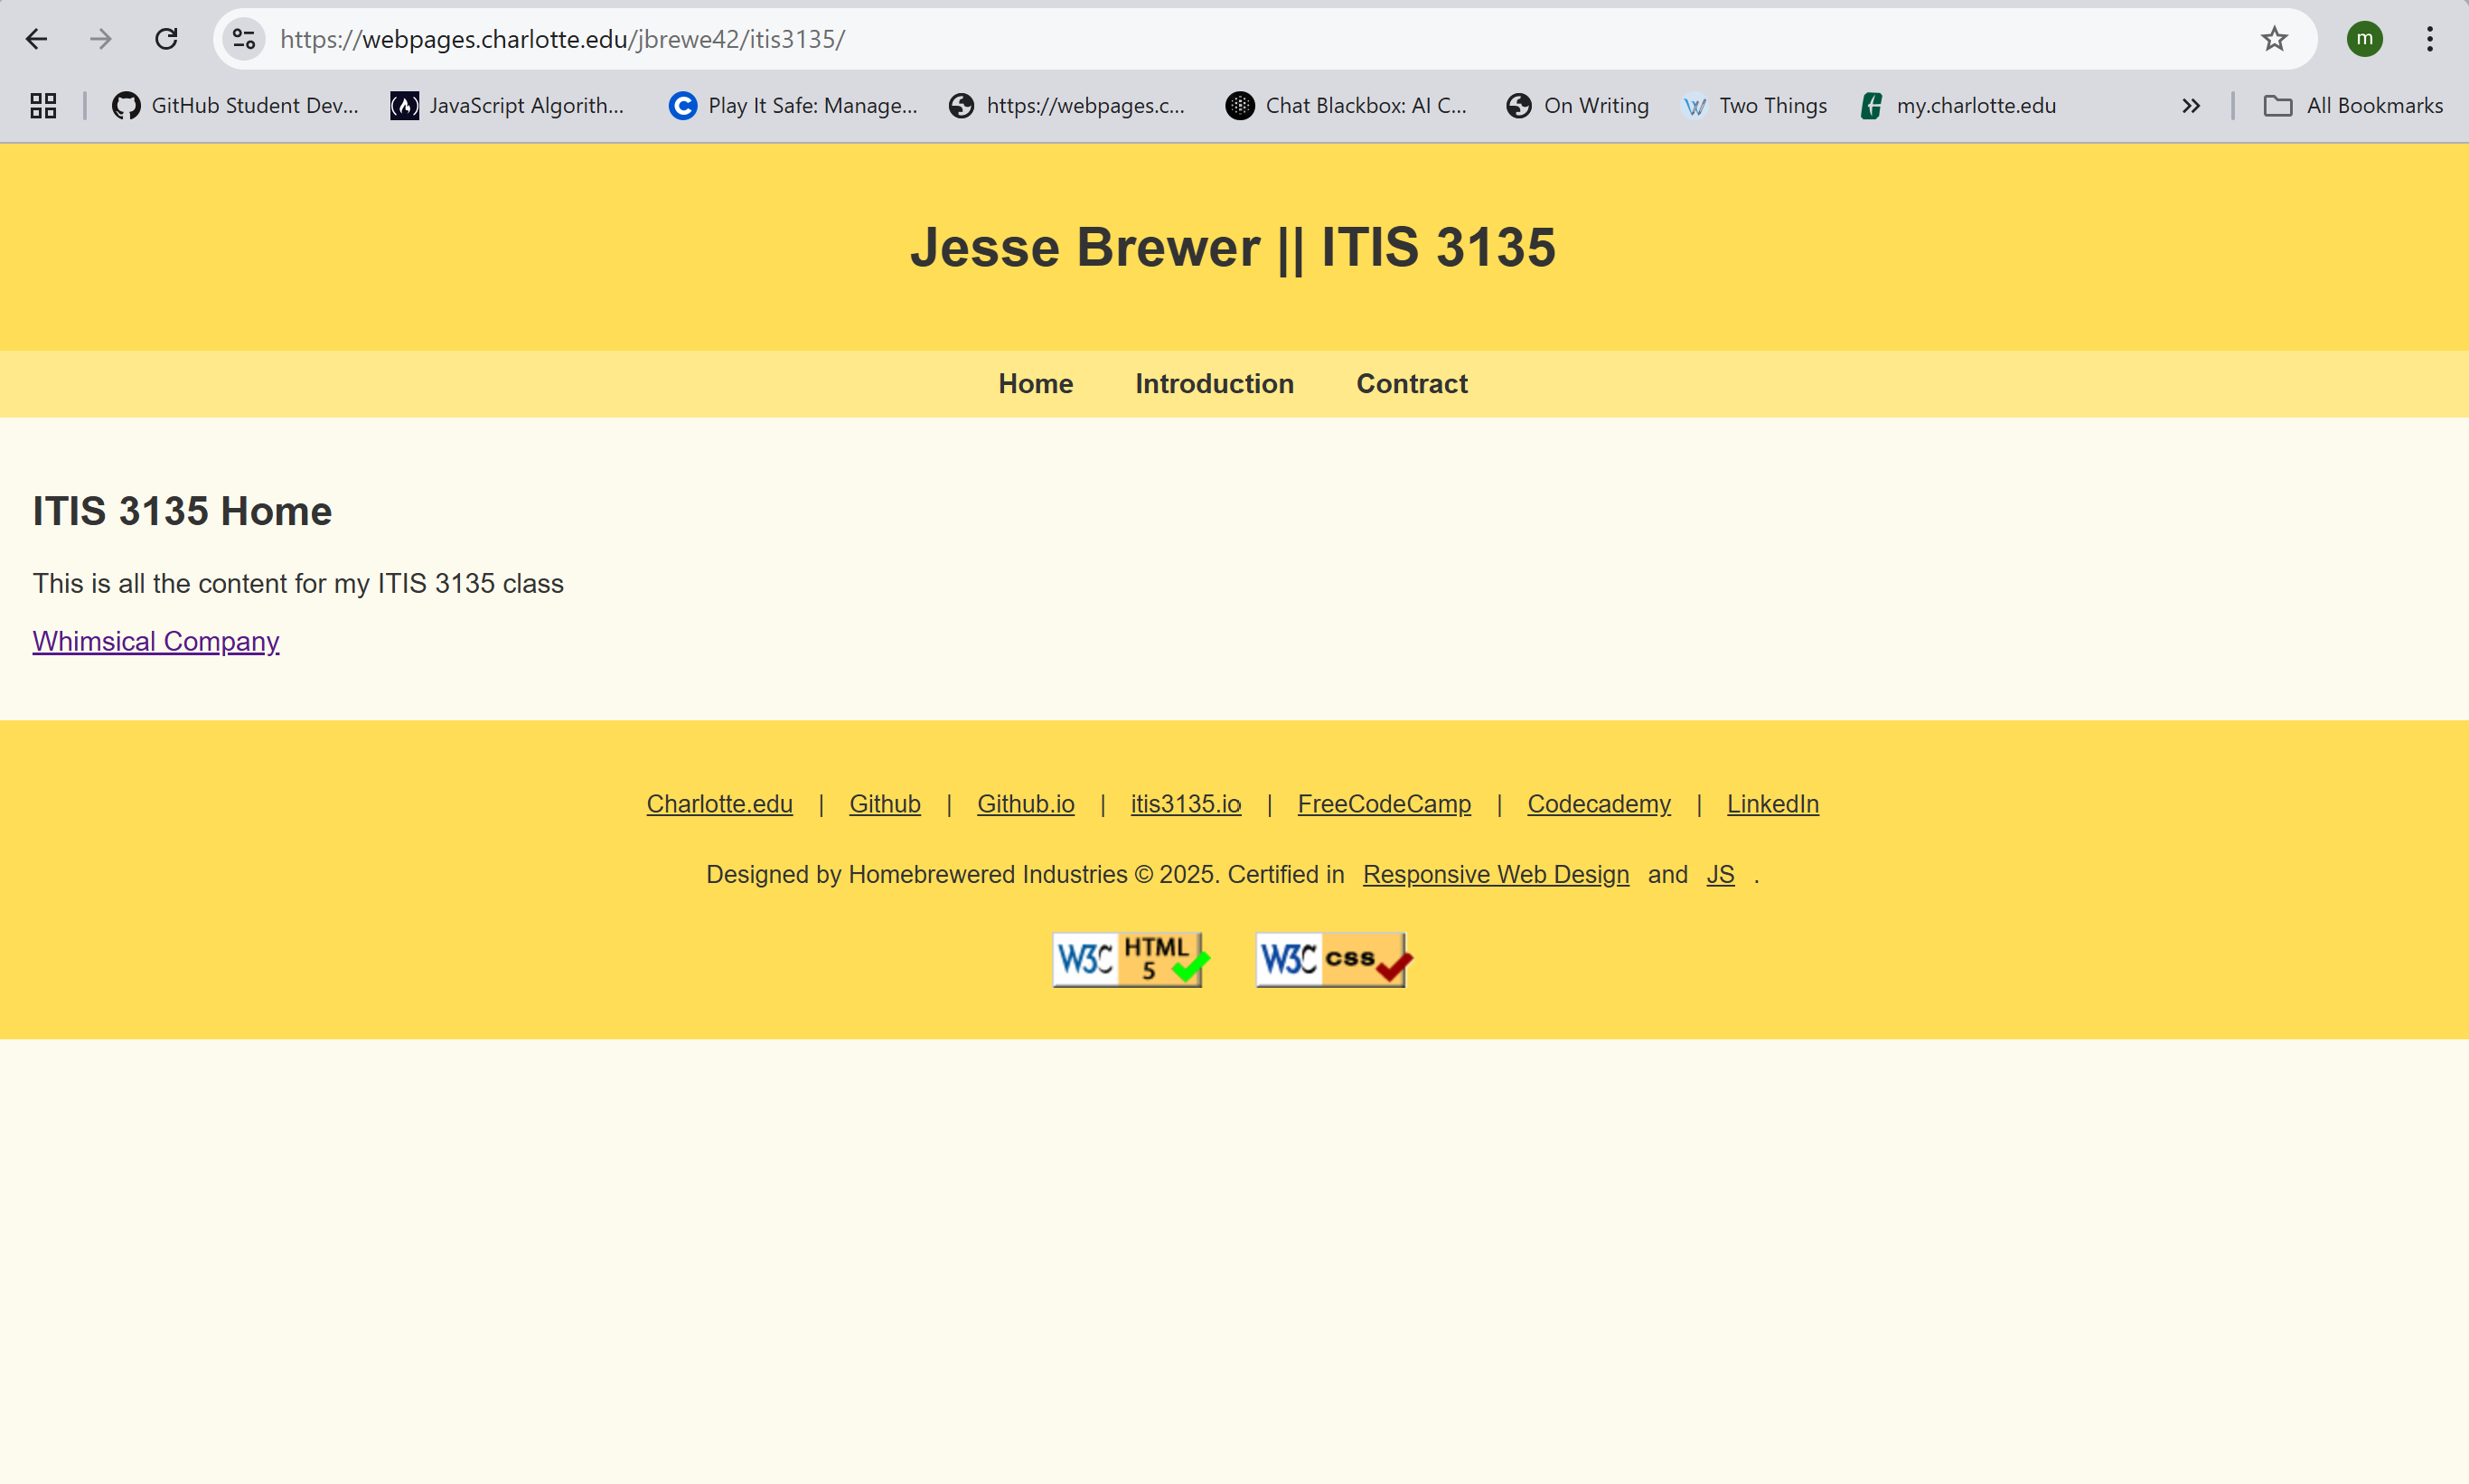 https://webpages.charlotte.edu/jbrewe42/itis3135/
m
GitHub Student Dev... JavaScript Algorith... Play It Safe: Manage... https://webpages.c... Chat Blackbox: AI C... On Writing Two Things my.charlotte.edu All Bookmarks
Jesse Brewer || ITIS 3135
Home Introduction Contract
ITIS 3135 Home
This is all the content for my ITIS 3135 class
Whimsical Company
Charlotte.edu | Github | Github.io | itis3135.io | FreeCodeCamp | Codecademy | LinkedIn
Designed by Homebrewered Industries © 2025. Certified in Responsive Web Design and JS .
W3C HTML 5 W3C css